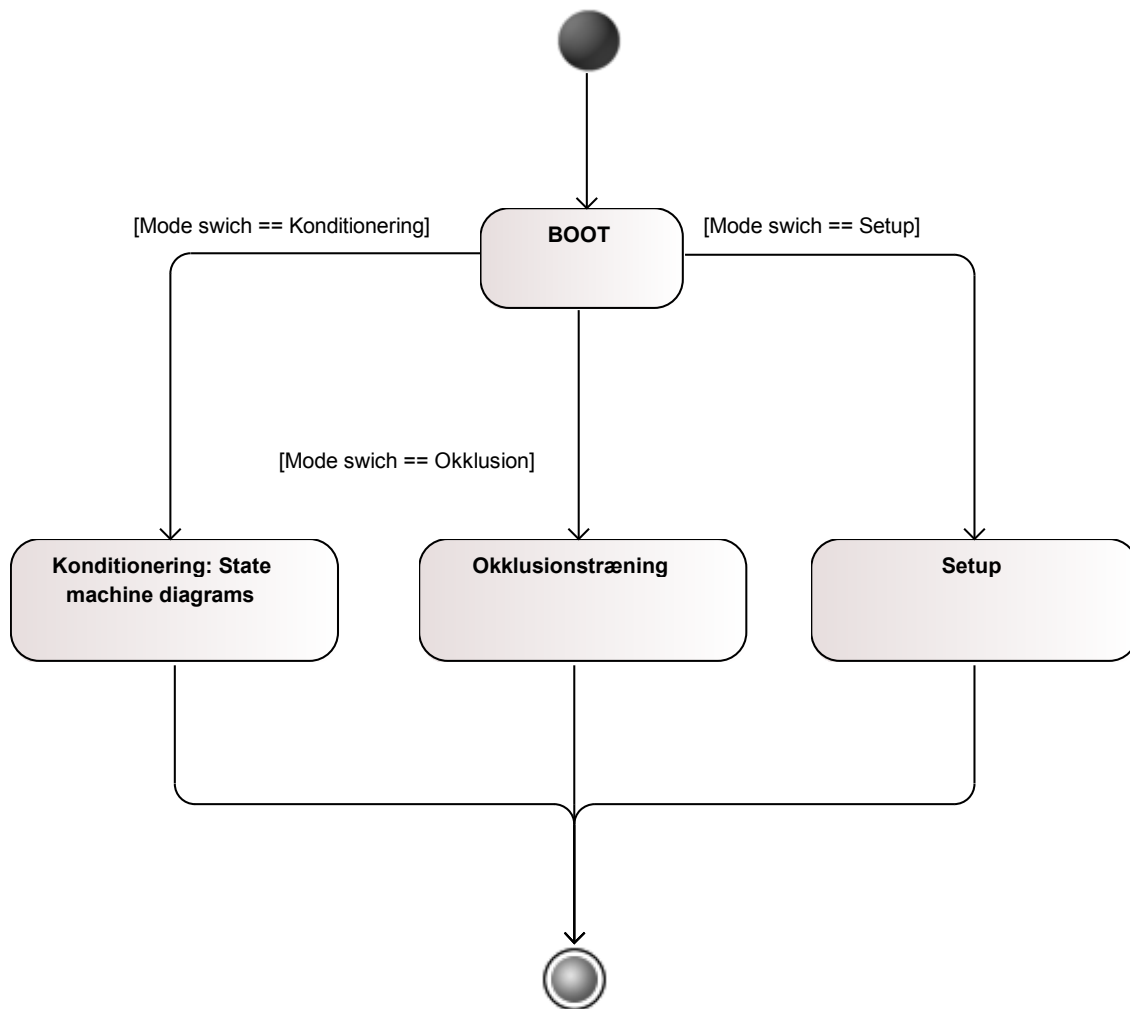 [Mode swich == Konditionering]
BOOT
[Mode swich == Setup]
[Mode swich == Okklusion]
Konditionering: State
machine diagrams
Okklusionstræning
Setup